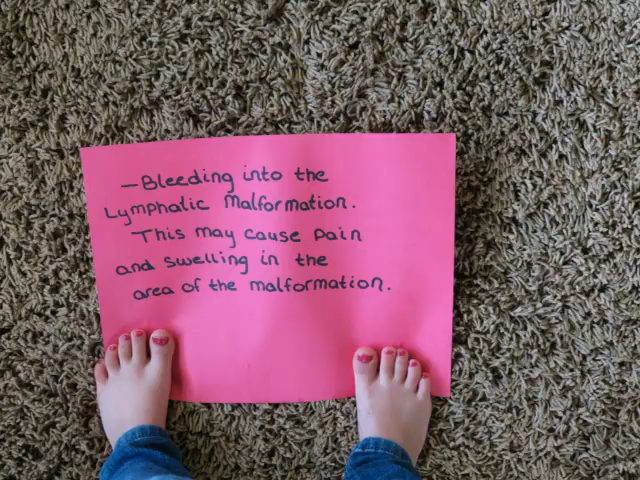 — Bleeding into the
Lymphatic Malformation.
This may cause pain
and swelling in the
area of the malformation.